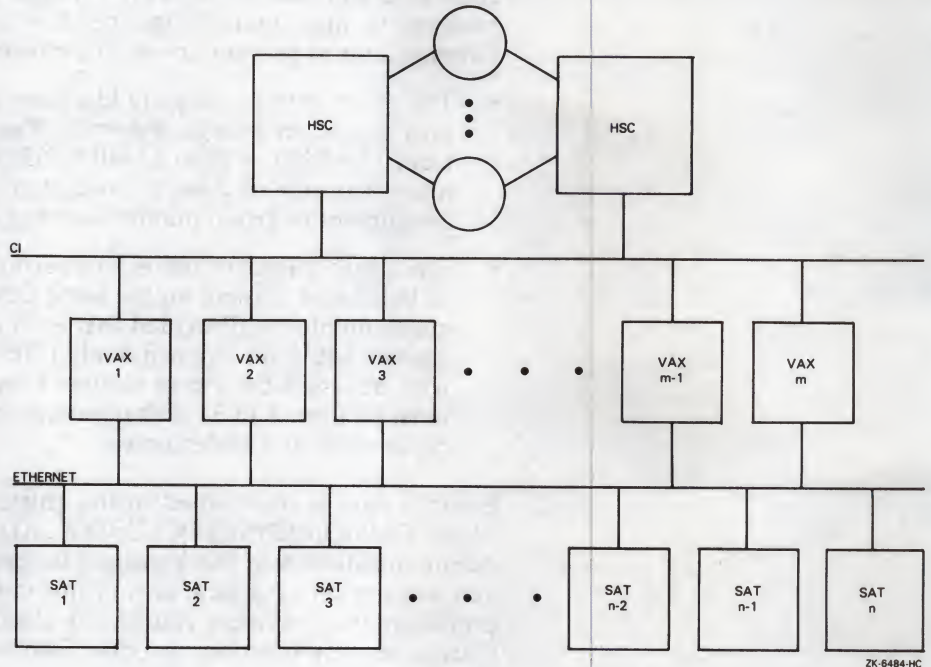 HSC
HSC
CI
VAX
1
VAX
2
VAX
3
VAX
m-1
VAX
m
ETHERNET
SAT
1
SAT
2
SAT
3
SAT
n-2
SAT
n-1
SAT
n
ZK-6484-HC